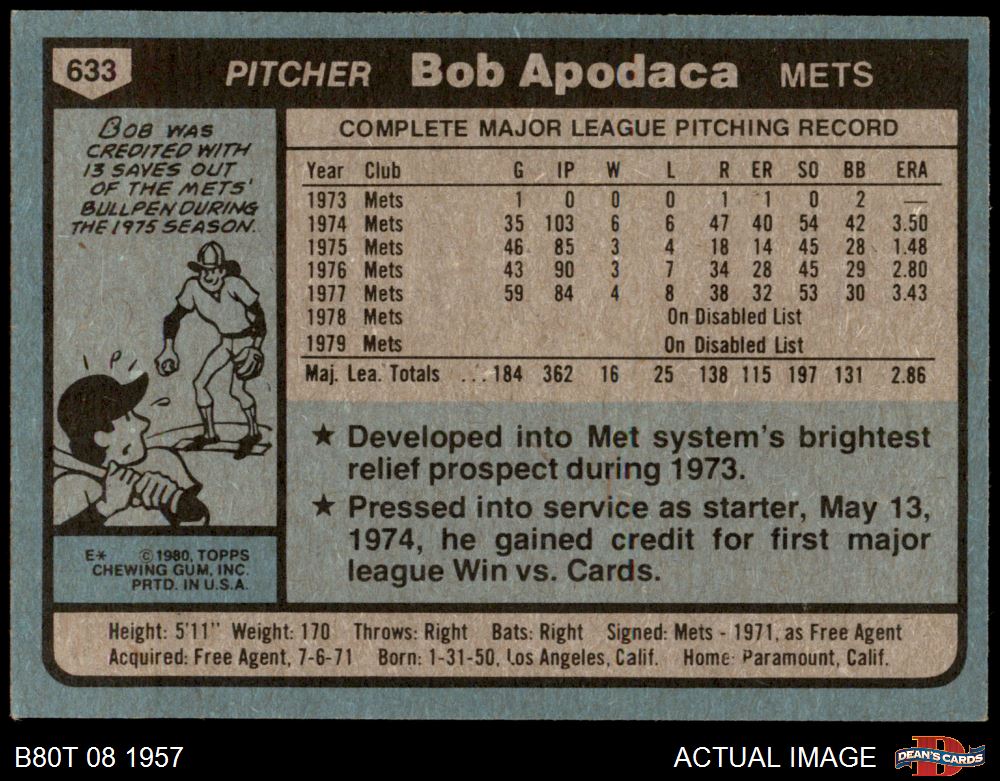 633
PITCHER Bob Apodaca METS
BOB WAS
CREDITED WITH
13 SAVES OUT
OF THE METS'
BULLPEN DURING
THE 1975 SEASON.
COMPLETE MAJOR LEAGUE PITCHING RECORD
Year Club G IP W L R ER SO BB ERA
1973 Mets 1 0 0 0 1 1 0 2 —
1974 Mets 35 103 6 6 47 40 54 42 3.50
1975 Mets 46 85 3 4 18 14 45 28 1.48
1976 Mets 43 90 3 7 34 28 45 29 2.80
1977 Mets 59 84 4 8 38 32 53 30 3.43
1978 Mets On Disabled List
1979 Mets On Disabled List
Maj. Lea. Totals ...184 362 16 25 138 115 197 131 2.86
★ Developed into Met system's brightest
relief prospect during 1973.
★ Pressed into service as starter, May 13,
1974, he gained credit for first major
league Win vs. Cards.
E* © 1980, TOPPS
CHEWING GUM, INC.
PRTD. IN U.S.A.
Height: 5'11" Weight: 170 Throws: Right Bats: Right Signed: Mets - 1971, as Free Agent
Acquired: Free Agent, 7-6-71 Born: 1-31-50, Los Angeles, Calif. Home: Paramount, Calif.
B80T 08 1957
ACTUAL IMAGE
D
DEAN'S CARDS